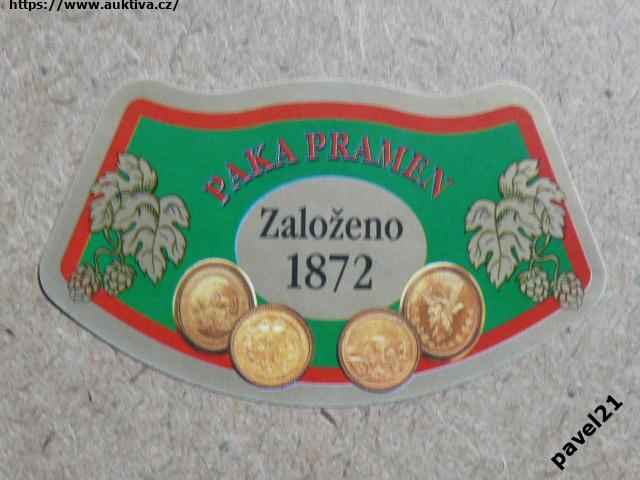 https://www.auktiva.cz/
PAKA PRAMEN
Založeno
1872
pavel21